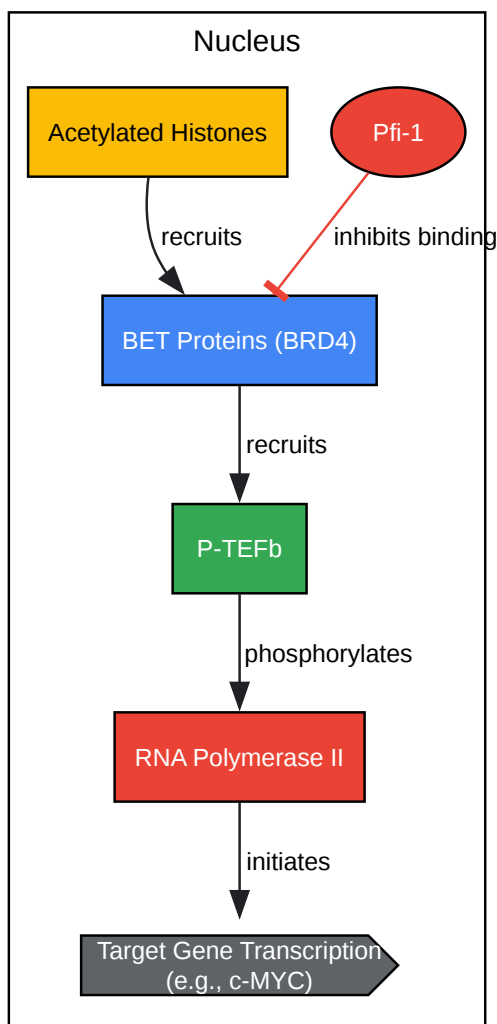 Nucleus
Acetylated Histones
Pfi-1
recruits
inhibits binding
BET Proteins (BRD4)
recruits
P-TEFb
phosphorylates
RNA Polymerase II
initiates
Target Gene Transcription
(e.g., c-MYC)